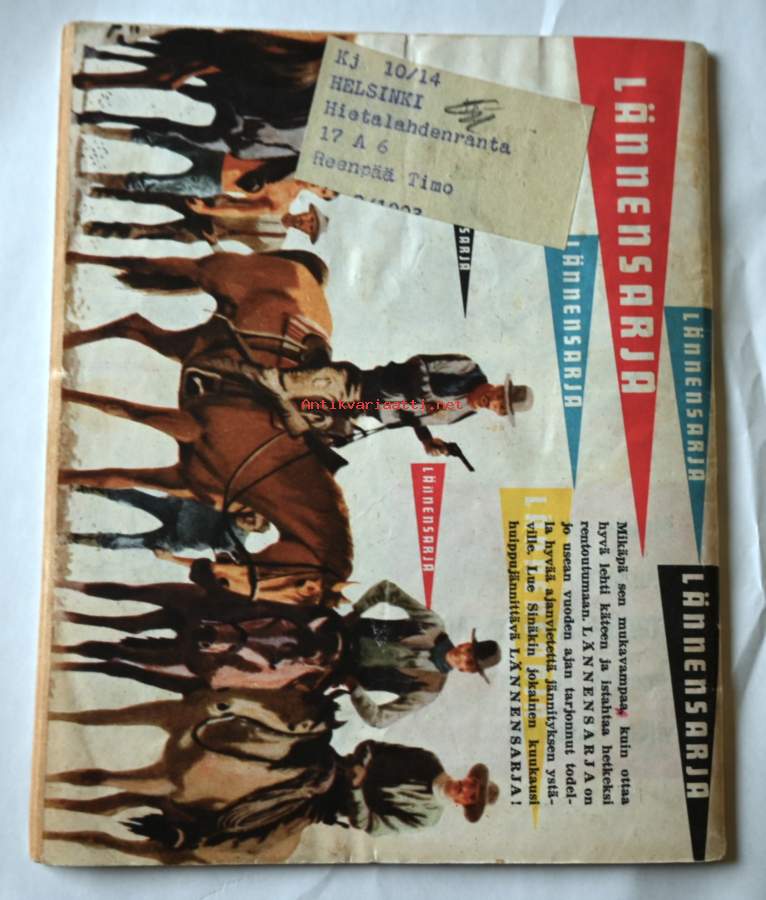 Kj 10/14
HELSINKI
Hietalahdenranta
17 A 6
Reenpää Timo
LÄNNENSARJA
LÄNNENSARJA
LÄNNENSARJA
LÄNNENSARJA
LÄNNENSARJA
Mikäpä sen mukavampaa, kuin ottaa
hyvä lehti käteen ja istahtaa hetkeksi
rentoutumaan. LÄNNENSARJA on
jo usean vuoden ajan tarjonnut todel-
la hyvää ajanvietettä jännityksen ystä-
ville. Lue Sinäkin jokainen kuukausi
huippujännittävä LÄNNENSARJA!
Antikvariaatti.net